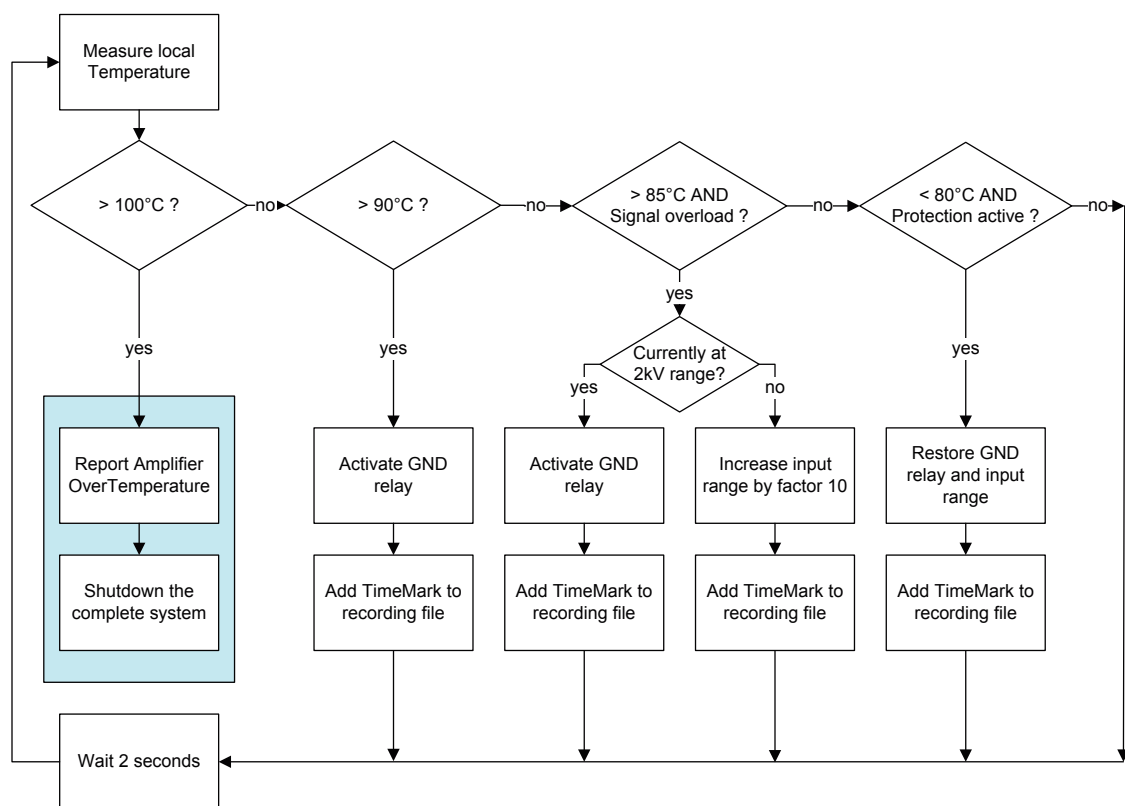 Measure local
Temperature
> 100°C ?
no
> 90°C ?
no
> 85°C AND
Signal overload ?
no
< 80°C AND
Protection active ?
no
yes
yes
yes
Currently at
2kV range?
yes
no
yes
Report Amplifier
OverTemperature
Activate GND
relay
Activate GND
relay
Increase input
range by factor 10
Restore GND
relay and input
range
Shutdown the
complete system
Add TimeMark to
recording file
Add TimeMark to
recording file
Add TimeMark to
recording file
Add TimeMark to
recording file
Wait 2 seconds